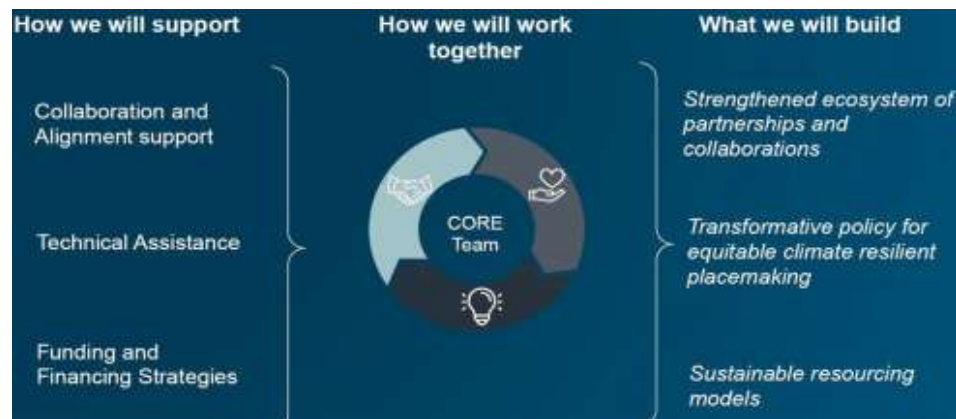 How we will support
How we will work
together
What we will build
Collaboration and
Alignment support
Technical Assistance
Funding and
Financing Strategies
CORE
Team
Strengthened ecosystem of
partnerships and
collaborations
Transformative policy for
equitable climate resilient
placemaking
Sustainable resourcing
models